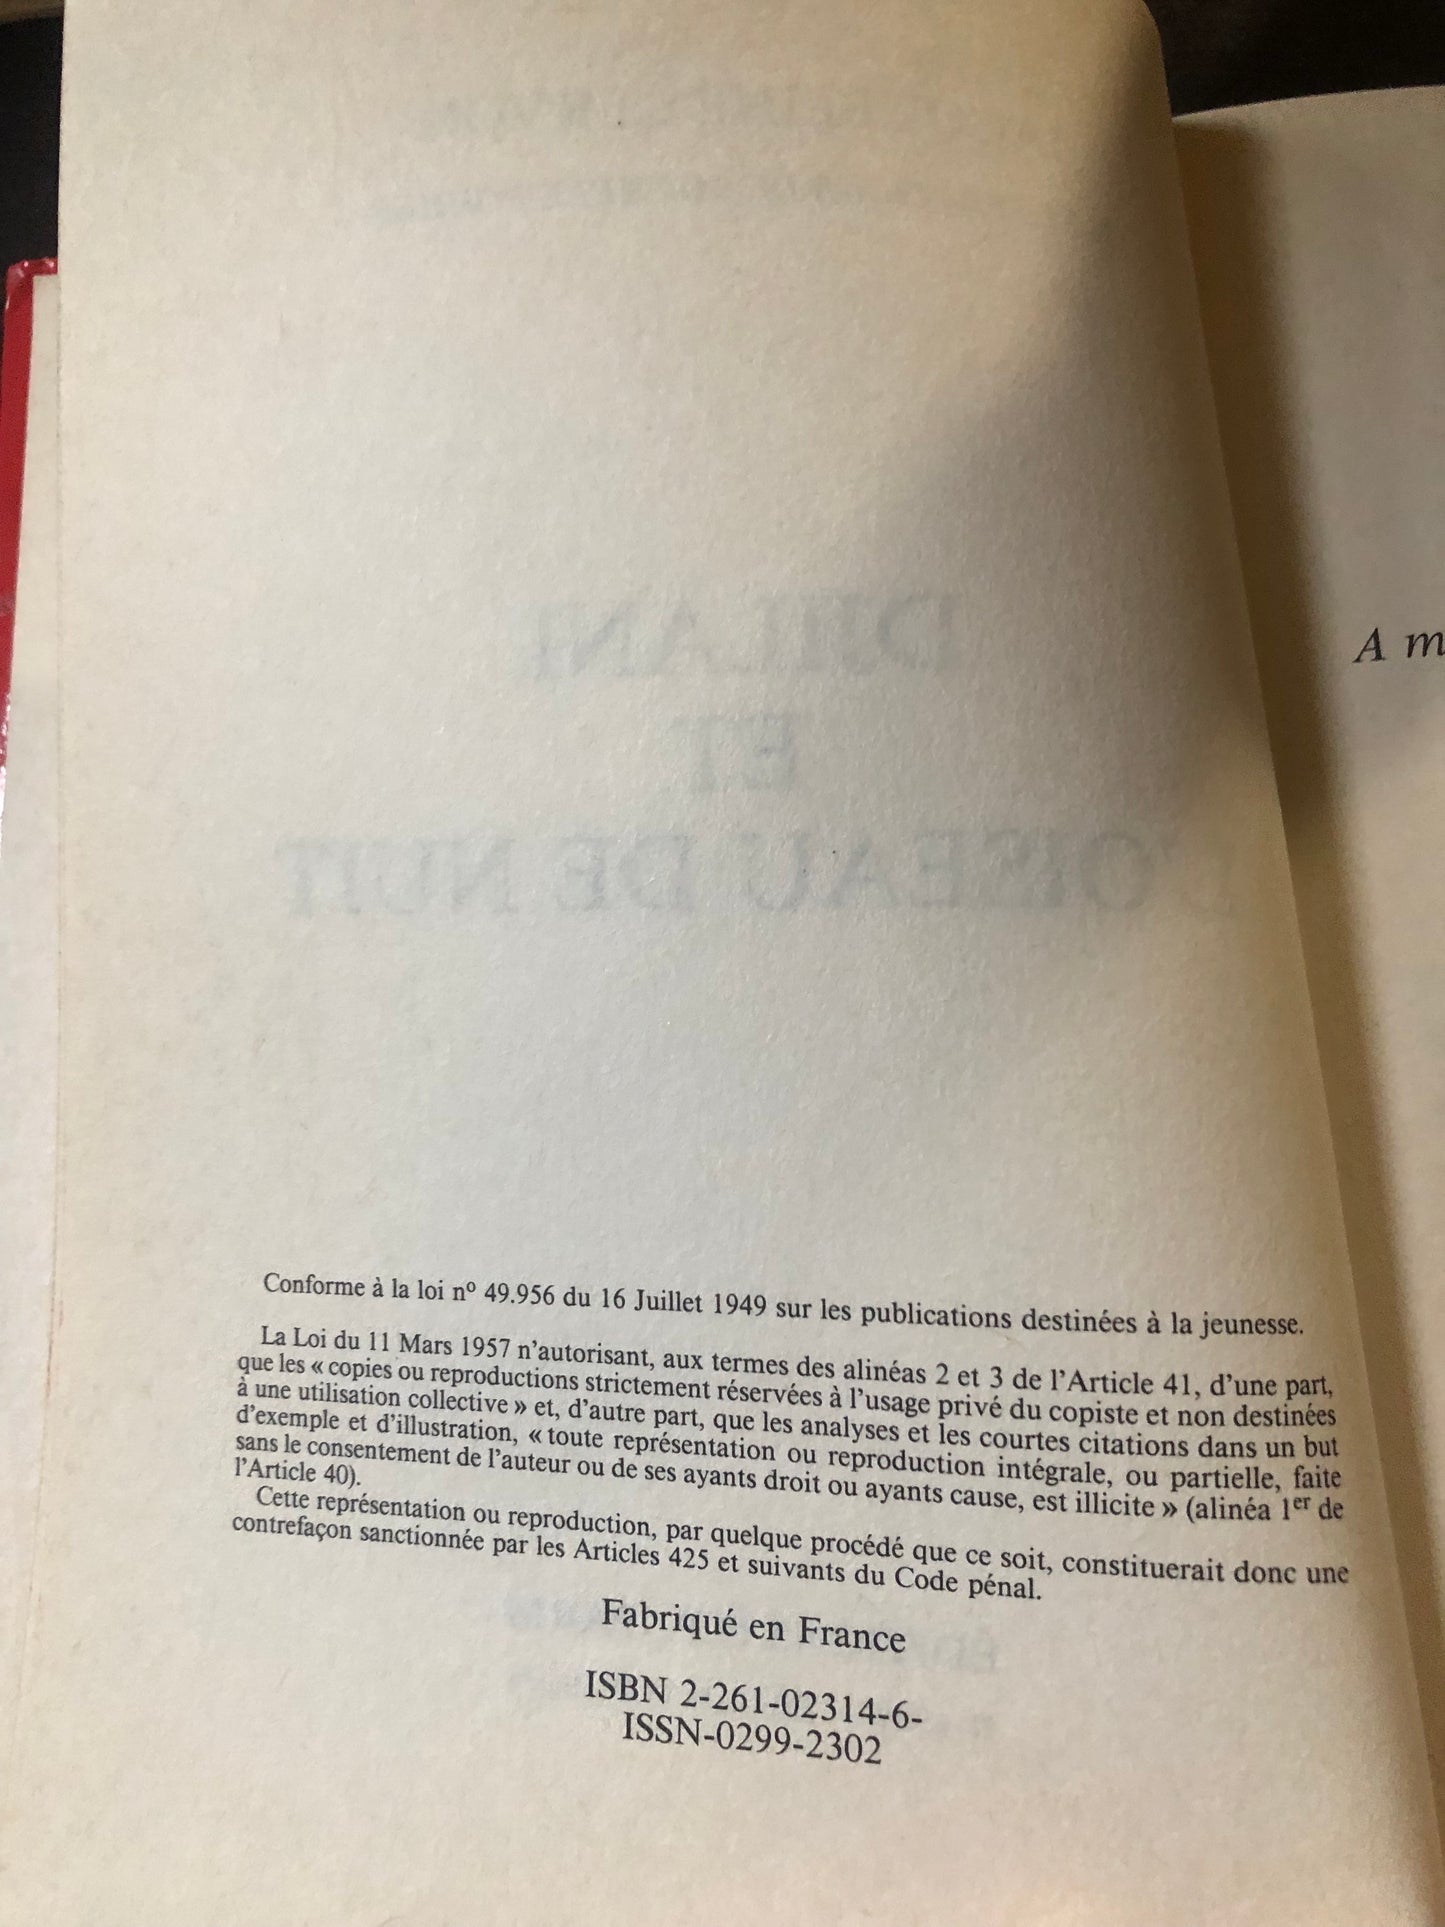 DJILANI
ET
L'OISEAU DE NUIT
A m
Conforme à la loi nº 49.956 du 16 Juillet 1949 sur les publications destinées à la jeunesse.
La Loi du 11 Mars 1957 n'autorisant, aux termes des alinéas 2 et 3 de l'Article 41, d'une part,
que les « copies ou reproductions strictement réservées à l'usage privé du copiste et non destinées
à une utilisation collective » et, d'autre part, que les analyses et les courtes citations dans un but
d'exemple et d'illustration, « toute représentation ou reproduction intégrale, ou partielle, faite
sans le consentement de l'auteur ou de ses ayants droit ou ayants cause, est illicite » (alinéa 1er de
l'Article 40).
Cette représentation ou reproduction, par quelque procédé que ce soit, constituerait donc une
contrefaçon sanctionnée par les Articles 425 et suivants du Code pénal.
Fabriqué en France
ISBN 2-261-02314-6-
ISSN-0299-2302